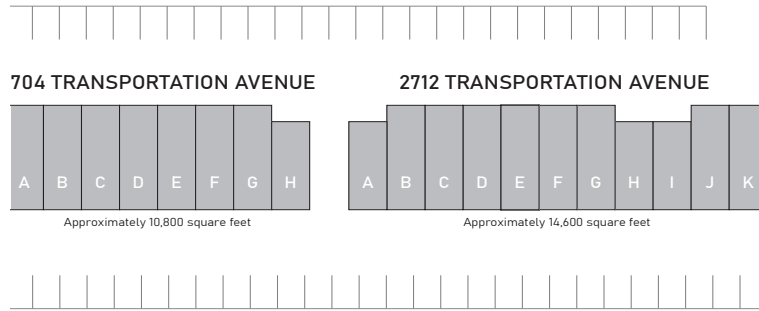 704 TRANSPORTATION AVENUE
2712 TRANSPORTATION AVENUE
A B C D E F G H
A B C D E F G H I J K
Approximately 10,800 square feet
Approximately 14,600 square feet